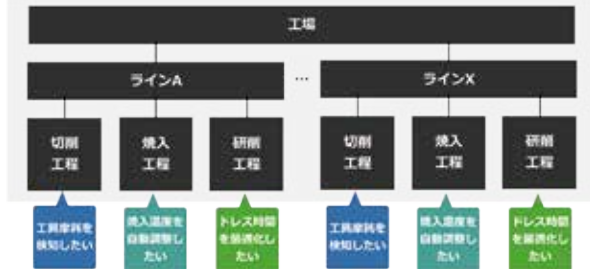 工場
ラインA
…
ラインX
切削
工程
焼入
工程
研削
工程
切削
工程
焼入
工程
研削
工程
工具摩耗を
検知したい
焼入温度を
自動調整し
たい
ドレス時間
を最適化し
たい
工具摩耗を
検知したい
焼入温度を
自動調整し
たい
ドレス時間
を最適化し
たい